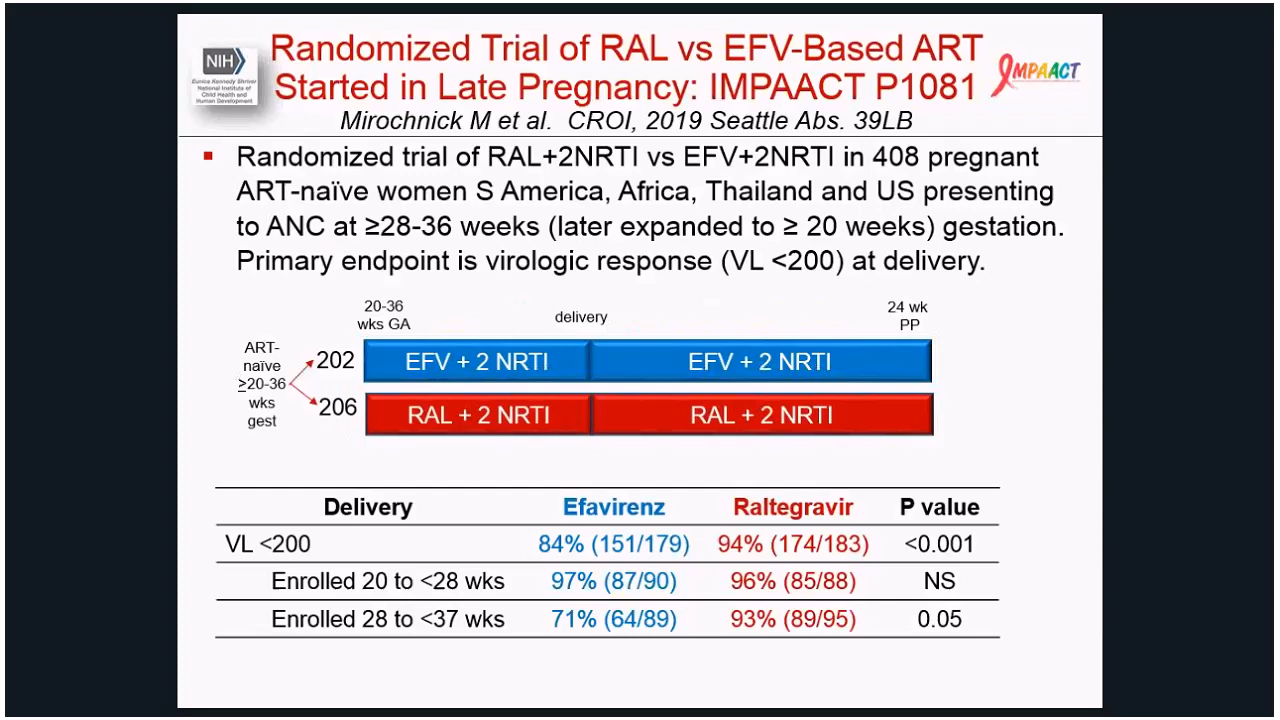 NIH
Eunice Kennedy Shriver
National Institute of
Child Health and
Human Development
Randomized Trial of RAL vs EFV-Based ART
Started in Late Pregnancy: IMPAACT P1081
IMPAACT
Mirochnick M et al. CROI, 2019 Seattle Abs. 39LB
▪ Randomized trial of RAL+2NRTI vs EFV+2NRTI in 408 pregnant
ART-naïve women S America, Africa, Thailand and US presenting
to ANC at ≥28-36 weeks (later expanded to ≥ 20 weeks) gestation.
Primary endpoint is virologic response (VL <200) at delivery.
20-36
wks GA
delivery
24 wk
PP
ART-
naïve
≥20-36
wks
gest
202
EFV + 2 NRTI EFV + 2 NRTI
206
RAL + 2 NRTI RAL + 2 NRTI
Delivery Efavirenz Raltegravir P value
VL <200 84% (151/179) 94% (174/183) <0.001
Enrolled 20 to <28 wks 97% (87/90) 96% (85/88) NS
Enrolled 28 to <37 wks 71% (64/89) 93% (89/95) 0.05